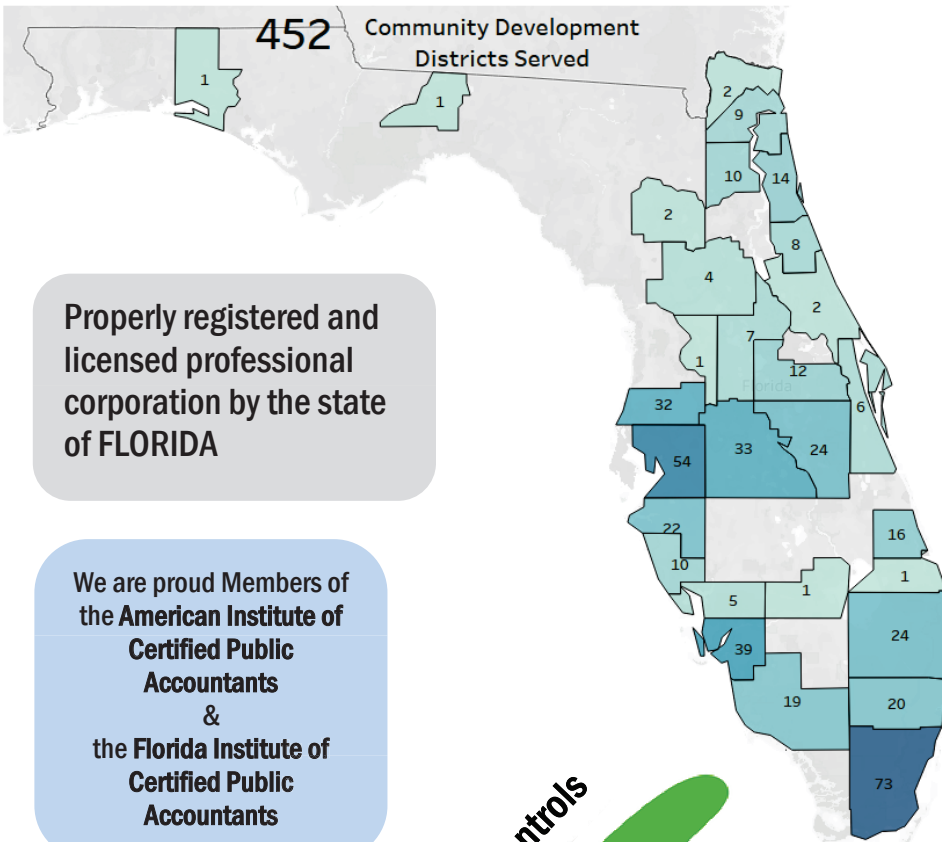 452
Community Development
Districts Served
1
1
2
9
10
14
2
8
4
2
7
1
12
Florida
32
6
33
54
24
22
16
10
1
1
5
24
39
19
20
73
Properly registered and
licensed professional
corporation by the state
of FLORIDA
We are proud Members of
the American Institute of
Certified Public
Accountants
&
the Florida Institute of
Certified Public
Accountants
ntrols